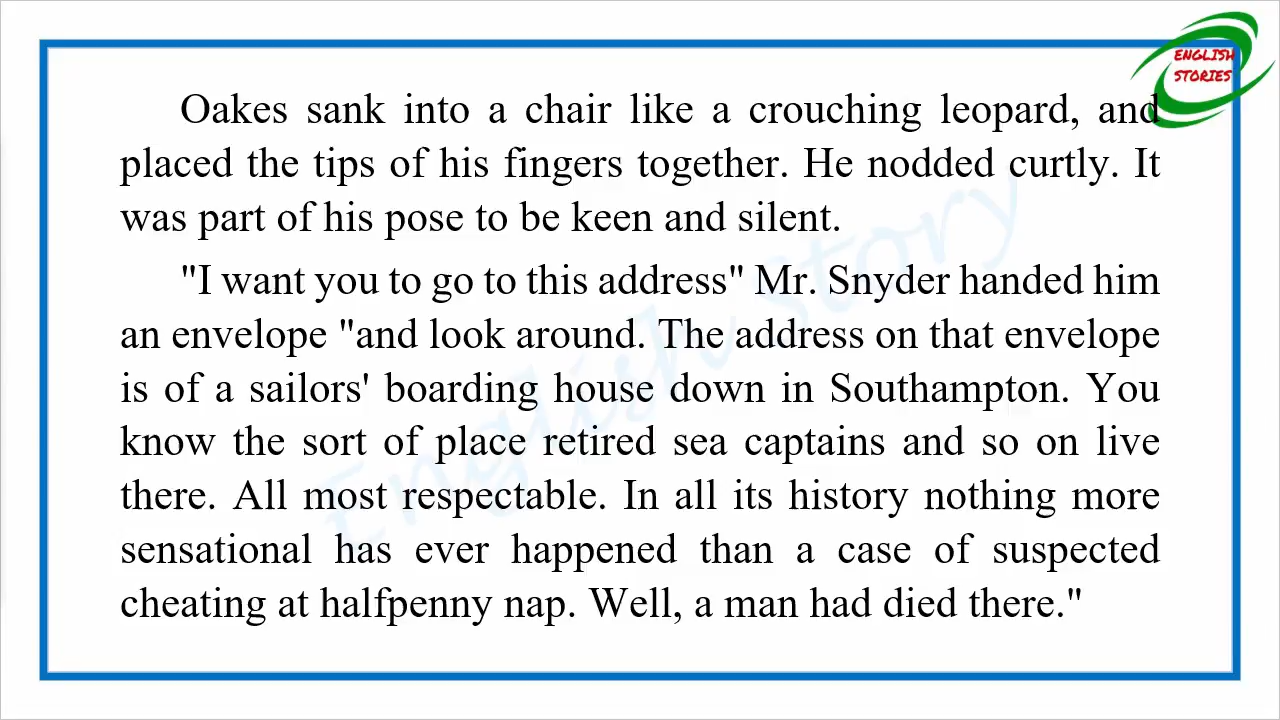 ENGLISH
STORIES
Oakes sank into a chair like a crouching leopard, and
placed the tips of his fingers together. He nodded curtly. It
was part of his pose to be keen and silent.
"I want you to go to this address" Mr. Snyder handed him
an envelope "and look around. The address on that envelope
is of a sailors' boarding house down in Southampton. You
know the sort of place retired sea captains and so on live
there. All most respectable. In all its history nothing more
sensational has ever happened than a case of suspected
cheating at halfpenny nap. Well, a man had died there."
English Story